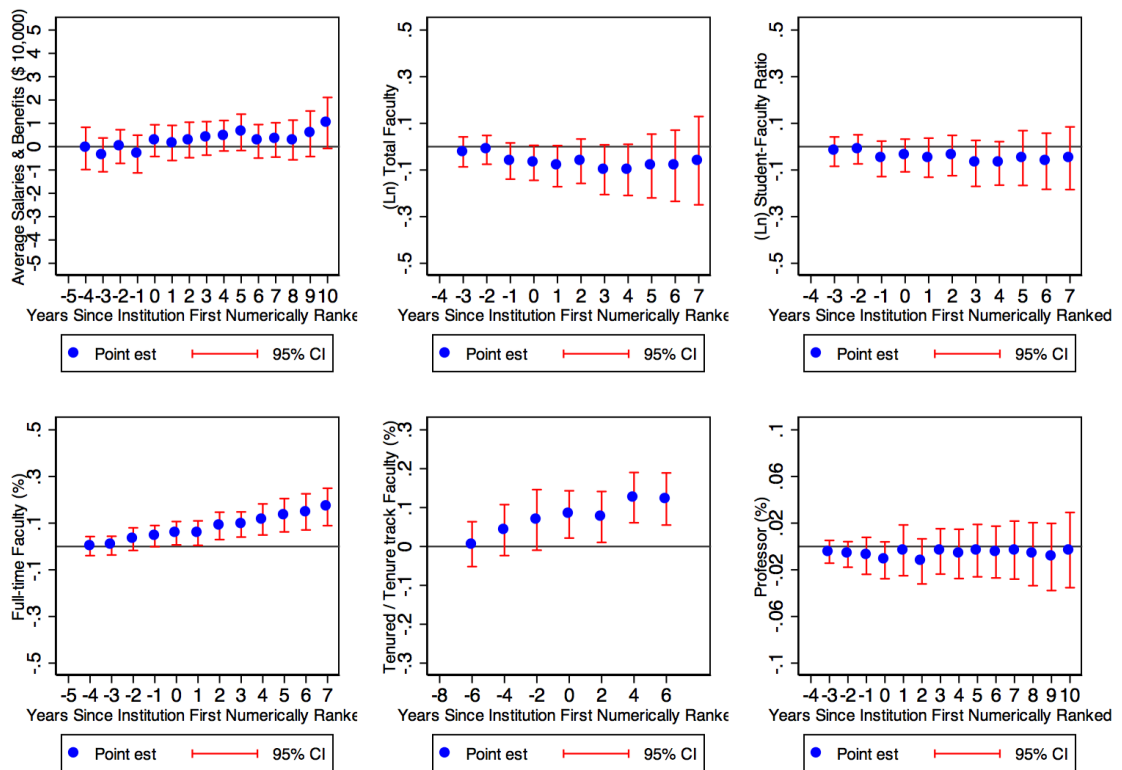 Average Salaries & Benefits ($ 10,000)
5
4
3
2
1
0
-1
-2
-3
-4
-5
-5 -4 -3 -2 -1 0 1 2 3 4 5 6 7 8 9 10
Years Since Institution First Numerically Ranke
Point est 95% CI
(Ln) Total Faculty
.5
.3
.1
-.1
-.3
-.5
-4 -3 -2 -1 0 1 2 3 4 5 6 7
Years Since Institution First Numerically Ranke
Point est 95% CI
(Ln) Student-Faculty Ratio
.5
.3
.1
-.1
-.3
-.5
-4 -3 -2 -1 0 1 2 3 4 5 6 7
Years Since Institution First Numerically Ranked
Point est 95% CI
Full-time Faculty (%)
.5
.3
.1
-.1
-.3
-.5
-5 -4 -3 -2 -1 0 1 2 3 4 5 6 7
Years Since Institution First Numerically Ranke
Point est 95% CI
Tenured / Tenure track Faculty (%)
.3
.2
.1
0
-.1
-.2
-.3
-8 -6 -4 -2 0 2 4 6
Years Since Institution First Numerically Ranke
Point est 95% CI
Professor (%)
.1
.06
.02
-.02
-.06
-.1
-4 -3 -2 -1 0 1 2 3 4 5 6 7 8 9 10
Years Since Institution First Numerically Ranked
Point est 95% CI